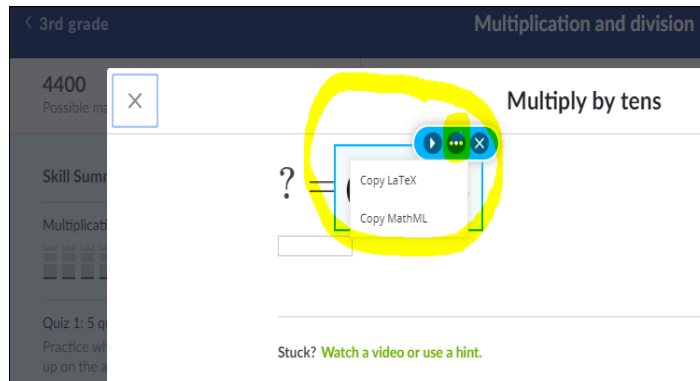 < 3rd grade
Multiplication and division
4400
Possible ma
Multiply by tens
Skill Summ
? =
Copy LaTeX
Copy MathML
Multiplicati
Quiz 1: 5 q
Practice wh
up on the a
Stuck? Watch a video or use a hint.